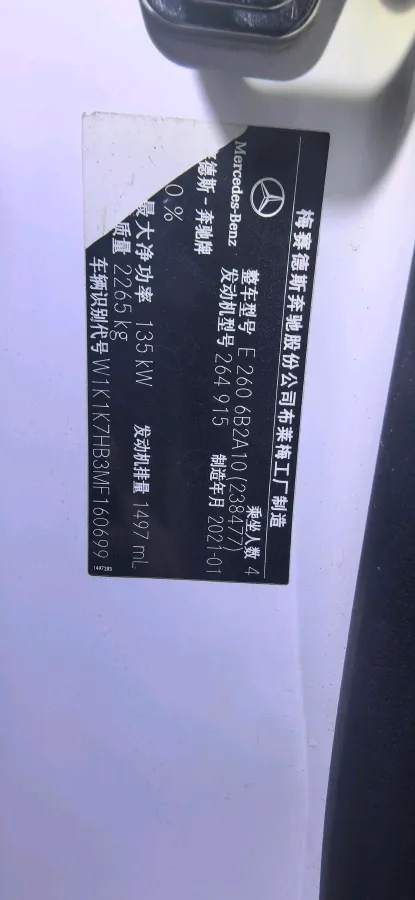 梅赛德斯奔驰股份公司布莱梅工厂制造
Mercedes-Benz
整车型号 E 260 6B2A10(238477)
乘坐人数 4
发动机型号 264 915
制造年月 2021-01
德斯-奔驰牌
0.%
最大净功率 135 kW
发动机排量 1497 mL
质量 2265 kg
车辆识别代号 W1K1K7HB3MF160699